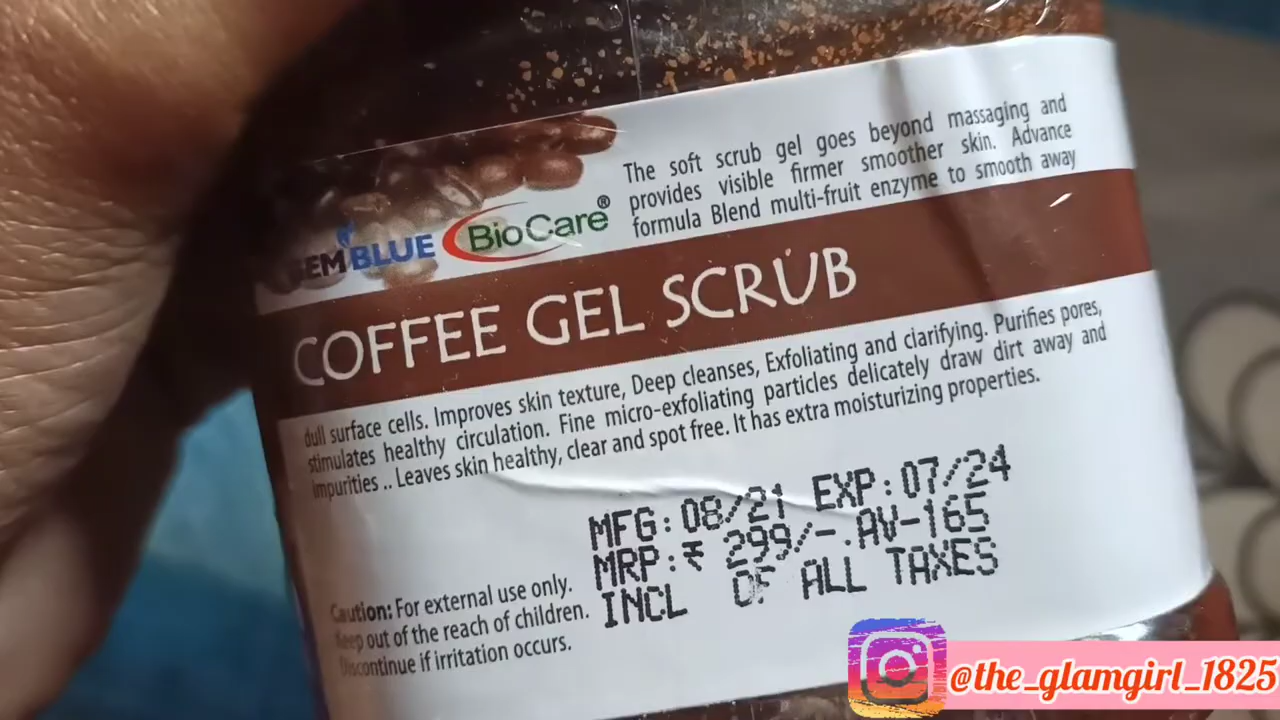 The soft scrub gel goes beyond massaging and
provides visible firmer smoother skin. Advance
formula Blend multi-fruit enzyme to smooth away
GEMBLUE BioCare®
COFFEE GEL SCRUB
dull surface cells. Improves skin texture, Deep cleanses, Exfoliating and clarifying. Purifies pores,
stimulates healthy circulation. Fine micro-exfoliating particles delicately draw dirt away and
impurities .. Leaves skin healthy, clear and spot free. It has extra moisturizing properties.
MFG:08/21 EXP:07/24
MRP:₹ 299/-.AV-165
INCL OF ALL TAXES
Caution: For external use only.
Keep out of the reach of children.
Discontinue if irritation occurs.
@the_glamgirl_1825